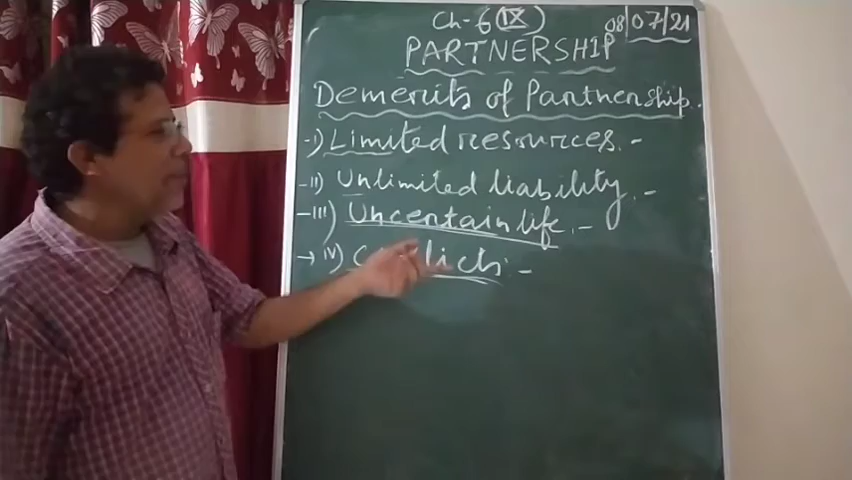 Ch-6 (IX) 08/07/21
PARTNERSHIP
Demerits of Partnership.
i) Limited resources -
ii) Unlimited liability -
iii) Uncertain life. -
→ iv)